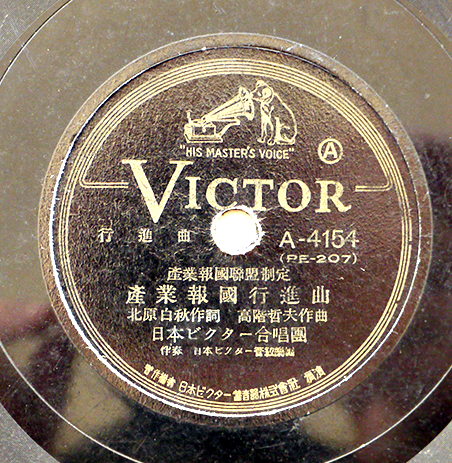 "HIS MASTER'S VOICE"
Ⓐ
VICTOR
行進曲
A-4154
(PE-207)
産業報國聯盟制定
産業報國行進曲
北原白秋作詞 高階哲夫作曲
日本ビクター合唱團
伴奏 日本ビクター管絃樂團
日本ビクター蓄音器株式會社 横濱